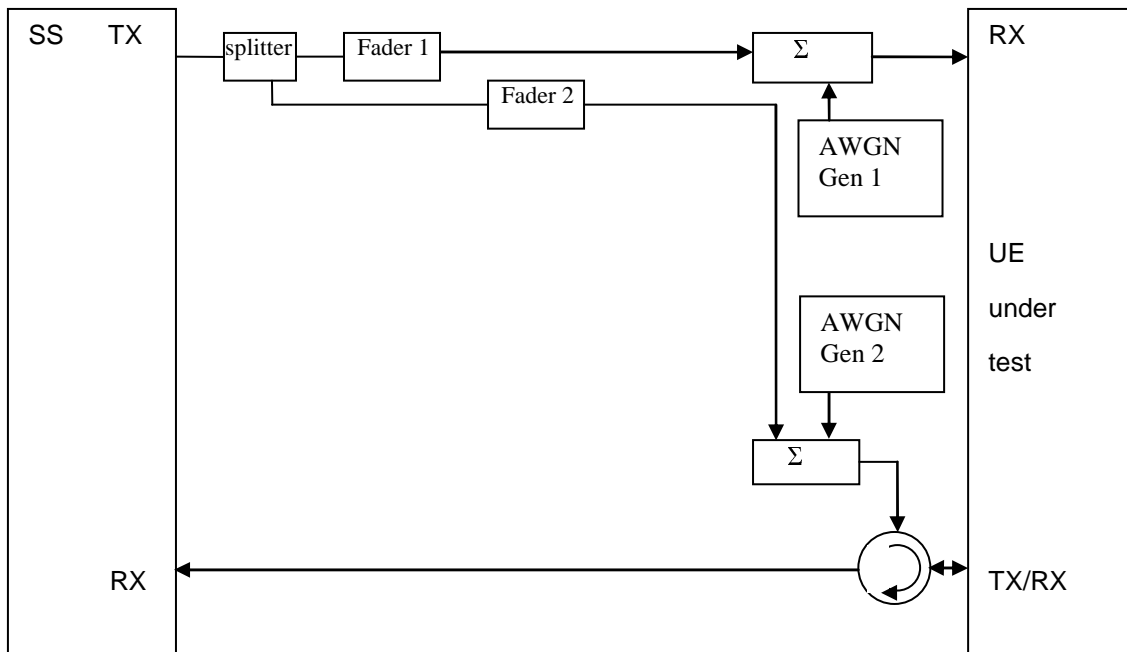 SS TX
splitter
Fader 1
Σ
RX
Fader 2
AWGN
Gen 1
UE
under
test
AWGN
Gen 2
Σ
RX
TX/RX